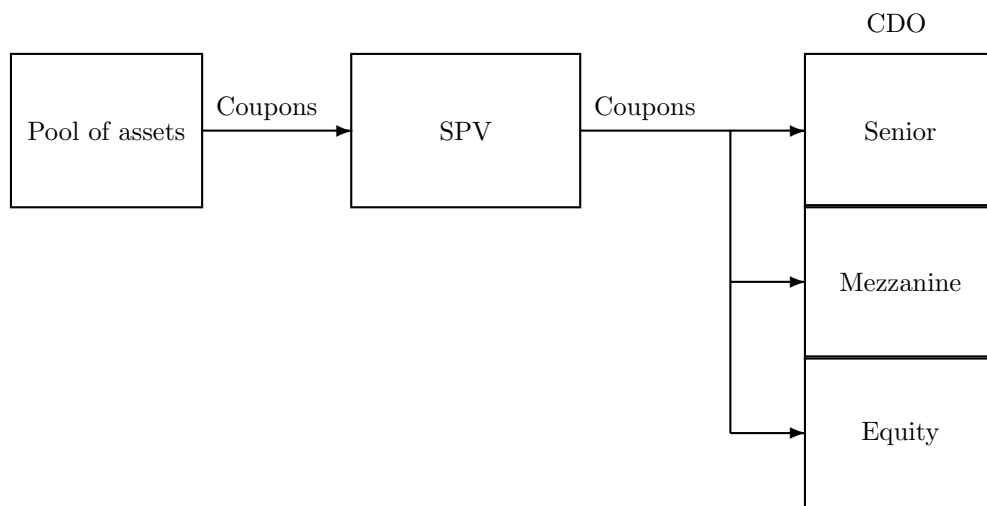 CDO
Coupons
Coupons
Pool of assets
SPV
Senior
Mezzanine
Equity